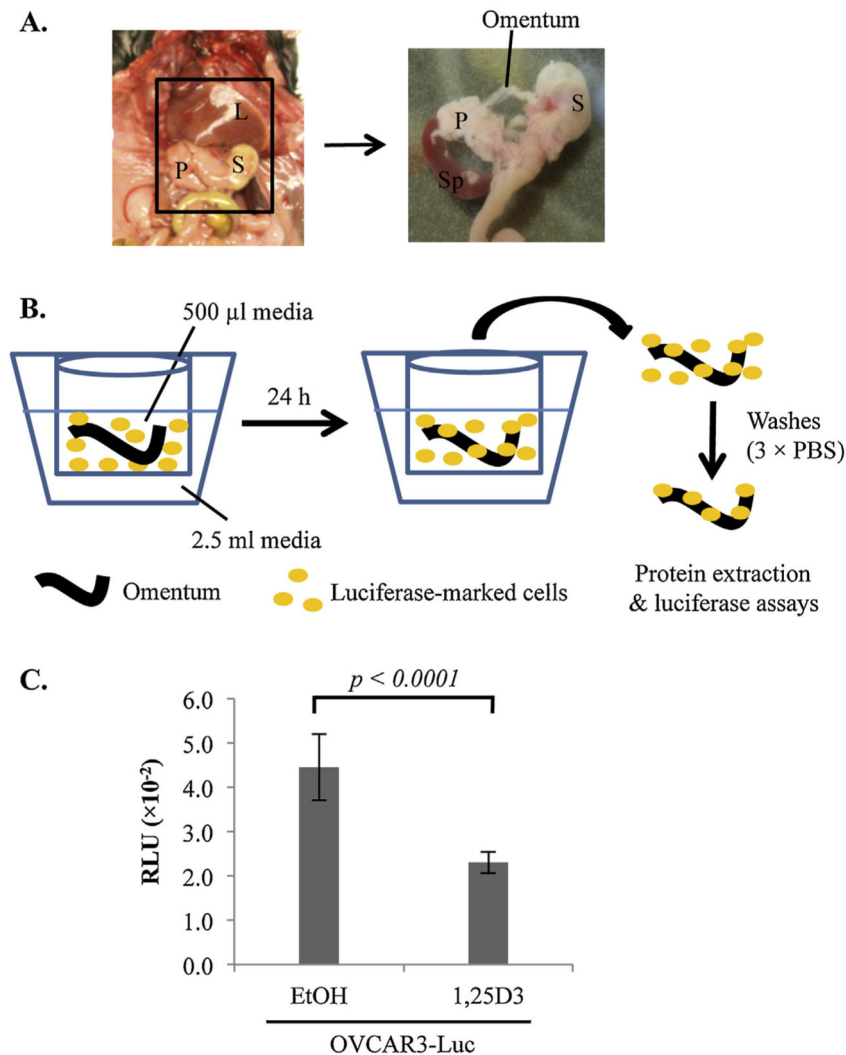 A.
Omentum
L
P
S
P
S
Sp
B.
500 µl media
24 h
Washes
(3 × PBS)
2.5 ml media
Omentum
Luciferase-marked cells
Protein extraction
& luciferase assays
C.
p < 0.0001
RLU (×10⁻²)
6.0
5.0
4.0
3.0
2.0
1.0
0.0
EtOH
1,25D3
OVCAR3-Luc